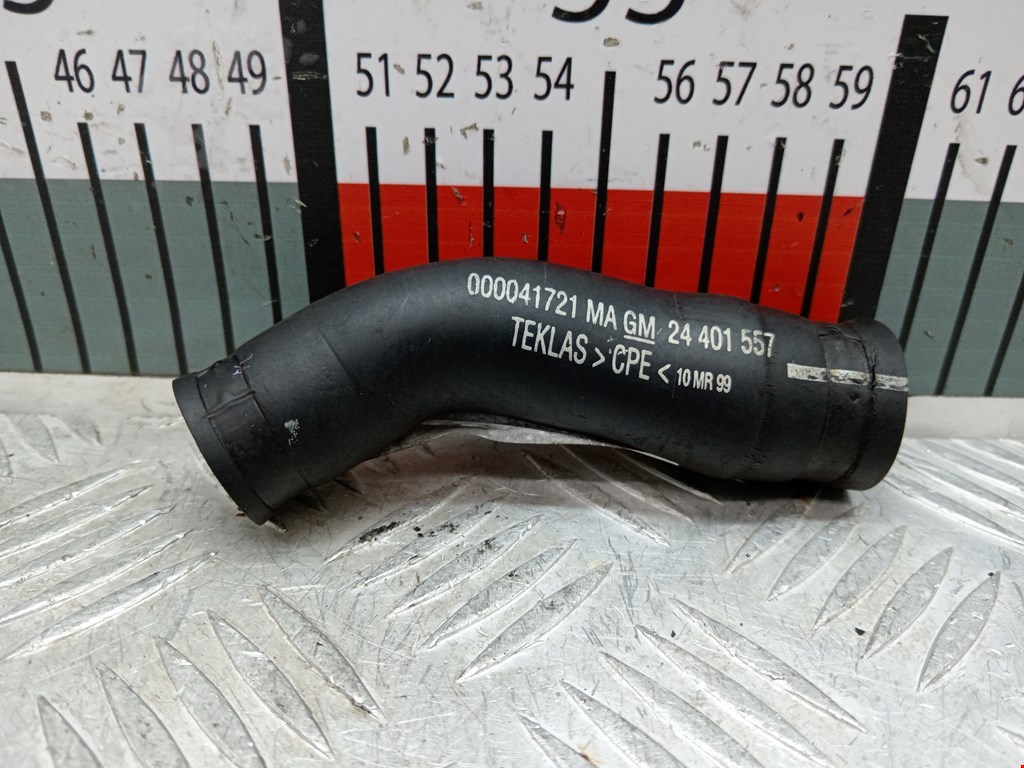 46 47 48 49 51 52 53 54 56 57 58 59 61
000041721 MA GM 24 401 557
TEKLAS >CPE< 10 MR 99